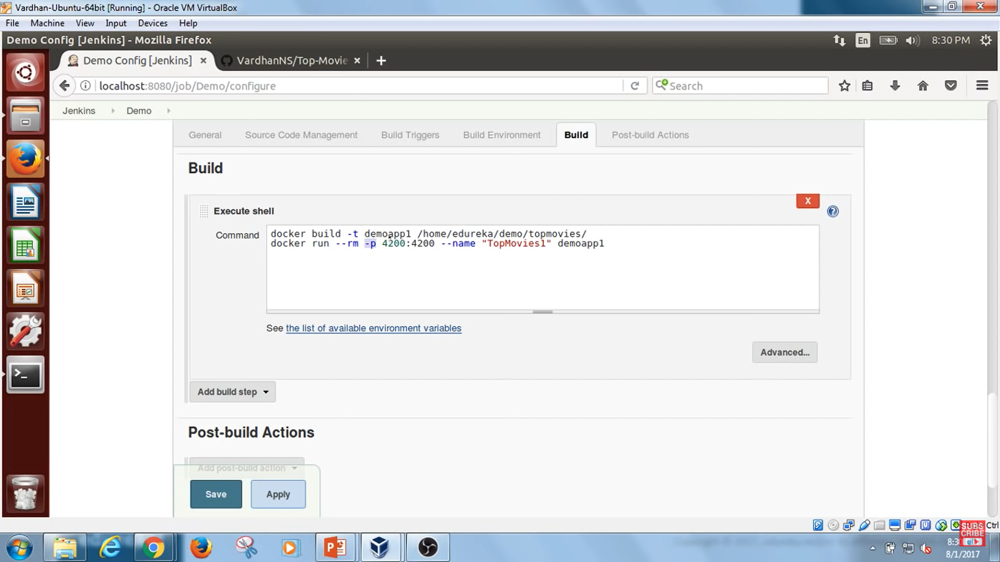 Vardhan-Ubuntu-64bit [Running] - Oracle VM VirtualBox
File Machine View Input Devices Help
Demo Config [Jenkins] - Mozilla Firefox
En
8:30 PM
Demo Config [Jenkins]
VardhanNS/Top-Movie
localhost:8080/job/Demo/configure
Search
Jenkins
Demo
General
Source Code Management
Build Triggers
Build Environment
Build
Post-build Actions
Build
X
Execute shell
Command
docker build -t demoapp1 /home/edureka/demo/topmovies/
docker run --rm -p 4200:4200 --name "TopMovies1" demoapp1
See the list of available environment variables
Advanced...
Add build step
Post-build Actions
Add post-build action
Save
Apply
Ctrl
SUBS
CRIBE
8:3
8/1/2017